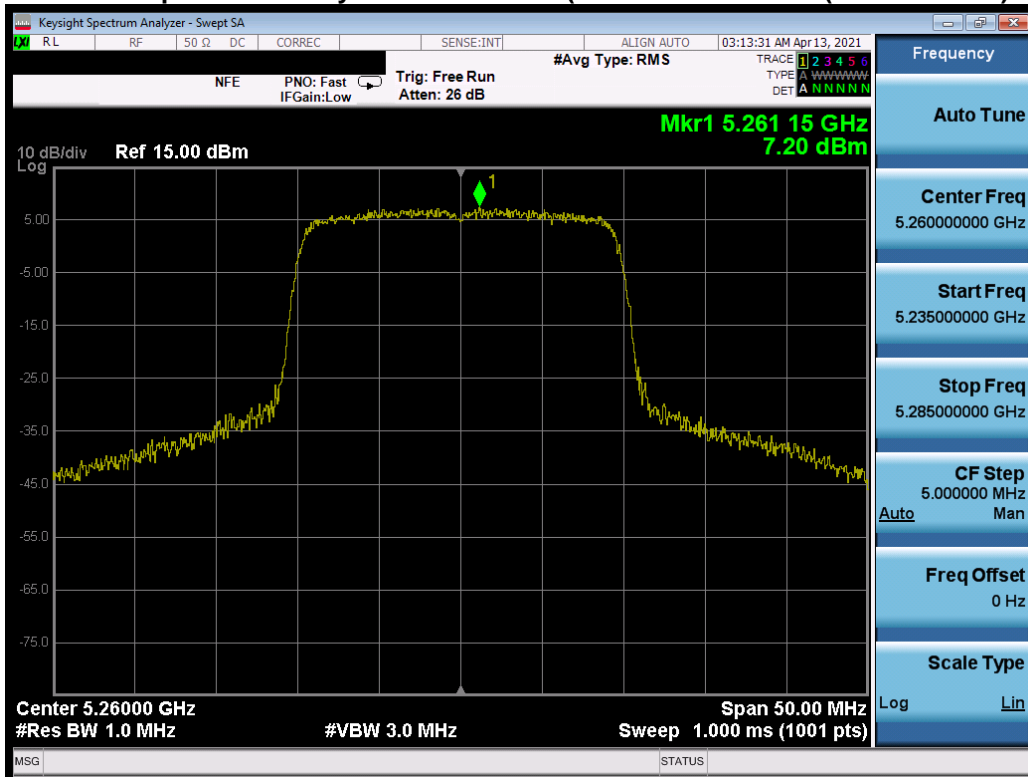 Keysight Spectrum Analyzer - Swept SA
LXI RL RF 50 Ω DC CORREC SENSE:INT ALIGN AUTO 03:13:31 AM Apr 13, 2021
NFE PNO: Fast Trig: Free Run #Avg Type: RMS TRACE 1 2 3 4 5 6
IFGain:Low Atten: 26 dB TYPE A WWWWW
DET A N N N N N
Mkr1 5.261 15 GHz
7.20 dBm
10 dB/div Ref 15.00 dBm
Log
1
5.00
-5.00
-15.0
-25.0
-35.0
-45.0
-55.0
-65.0
-75.0
Center 5.26000 GHz Span 50.00 MHz
#Res BW 1.0 MHz #VBW 3.0 MHz Sweep 1.000 ms (1001 pts)
MSG STATUS
Frequency
Auto Tune
Center Freq
5.260000000 GHz
Start Freq
5.235000000 GHz
Stop Freq
5.285000000 GHz
CF Step
5.000000 MHz
Auto Man
Freq Offset
0 Hz
Scale Type
Log Lin